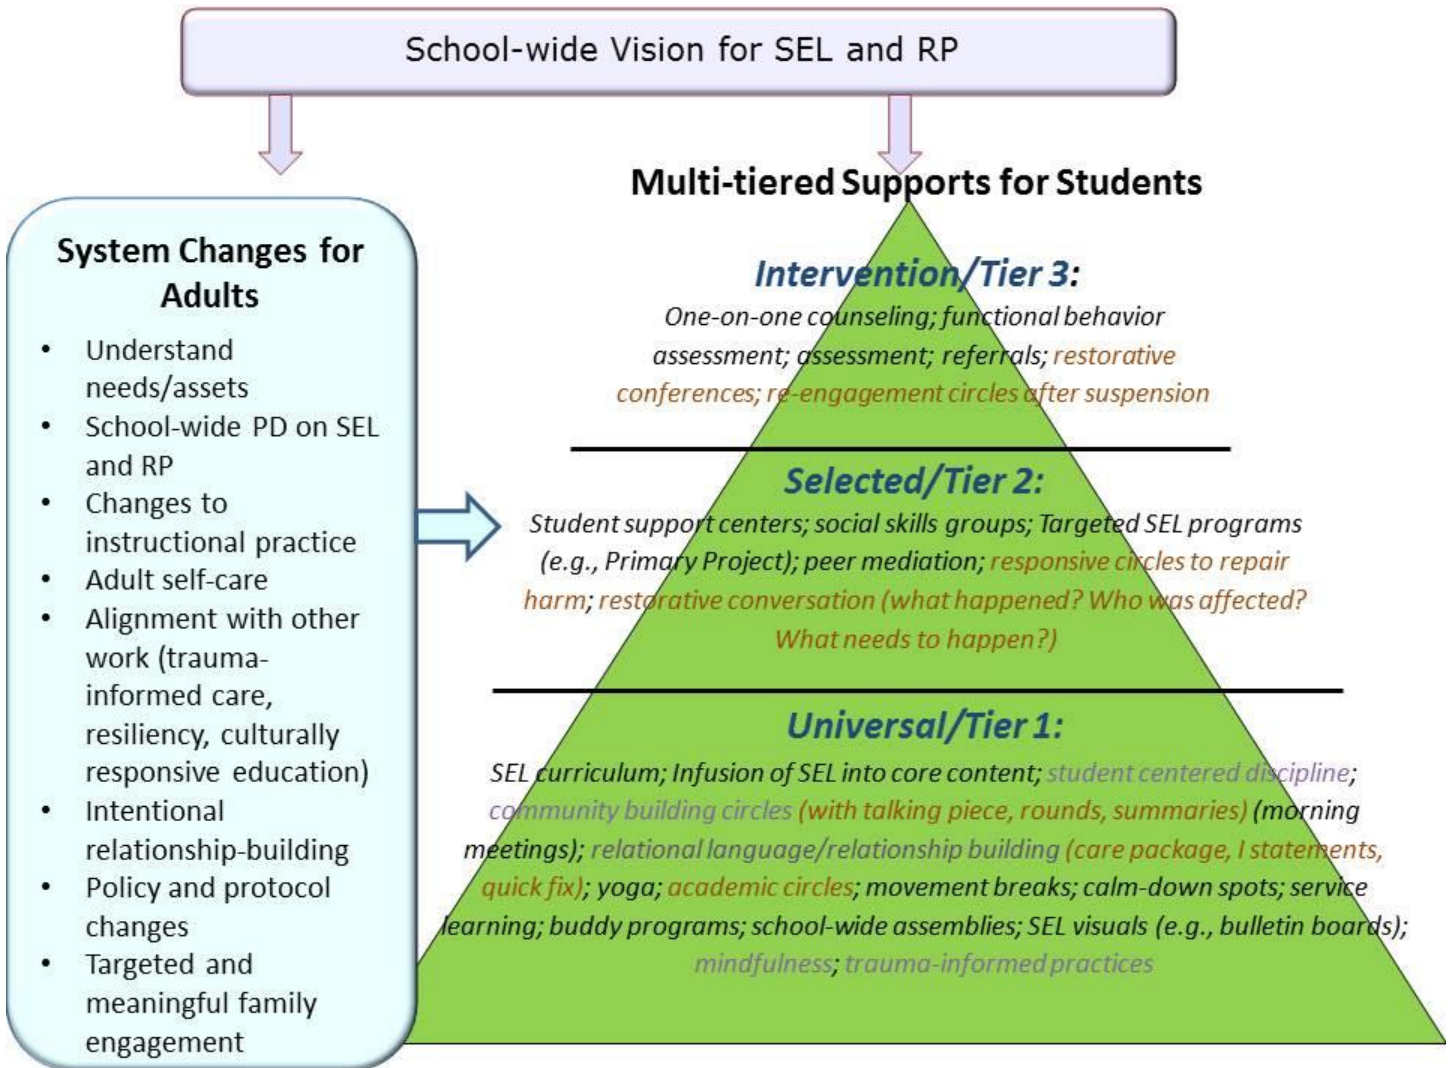 School-wide Vision for SEL and RP
System Changes for
Adults
• Understand
needs/assets
• School-wide PD on SEL
and RP
• Changes to
instructional practice
• Adult self-care
• Alignment with other
work (trauma-
informed care,
resiliency, culturally
responsive education)
• Intentional
relationship-building
• Policy and protocol
changes
• Targeted and
meaningful family
engagement
Multi-tiered Supports for Students
Intervention/Tier 3:
One-on-one counseling; functional behavior
assessment; assessment; referrals; restorative
conferences; re-engagement circles after suspension
Selected/Tier 2:
Student support centers; social skills groups; Targeted SEL programs
(e.g., Primary Project); peer mediation; responsive circles to repair
harm; restorative conversation (what happened? Who was affected?
What needs to happen?)
Universal/Tier 1:
SEL curriculum; Infusion of SEL into core content; student centered discipline;
community building circles (with talking piece, rounds, summaries) (morning
meetings); relational language/relationship building (care package, I statements,
quick fix); yoga; academic circles; movement breaks; calm-down spots; service
learning; buddy programs; school-wide assemblies; SEL visuals (e.g., bulletin boards);
mindfulness; trauma-informed practices